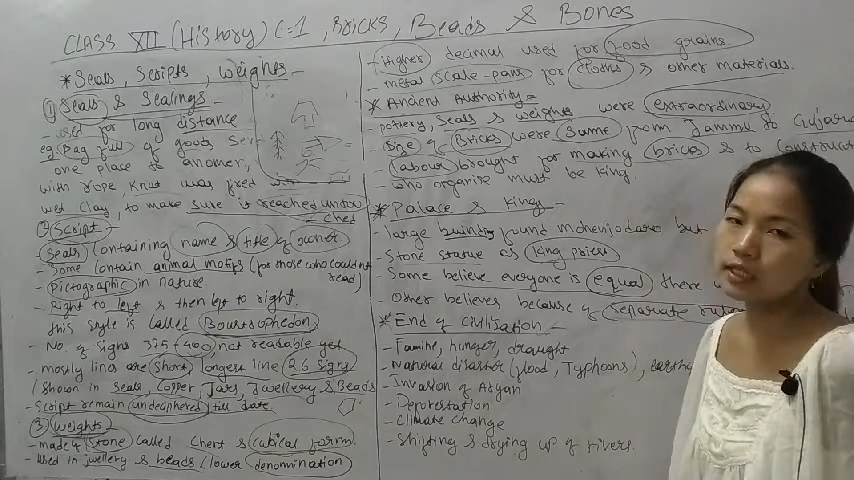 CLASS XII (History) C=1, BRICKS, Beads & Bones
* Seals, Scripts, Weights -
① Seals & Sealings -
- used for long distance
eg. Bag full of goods Sent
one place to another,
with rope, knot was fixed with
wet clay, to make sure it reached untou
ched
② Script -
- Seals containing name & title of owner
- Some contain animal motifs (for those who couldn't
read)
- Pictographic in nature
- Right to left & then left to right.
this style is called Boustrophedon
- No. of signs 375-400, not readable yet
- mostly lines are short, longest line 26 signs
(shown in seals, Copper, Jars, Jwellery & Beads
- Script remain undeciphered till date.
③ Weights -
- made of stone called Chert & cubical form.
- Used in jwellery & beads (lower denomination)
- Higher decimal used for food grains.
- metal scale-pans for cloths & other materials.
* Ancient Authority =
- pottery, Seals & weights were extraordinary
- Size of Bricks were same from Jammu to Gujarat
- Labour brought for making bricks & to Construct
- who organise must be king.
* Palace & Kings -
- large building found mohenjodaro but
- Stone statue as king priest
- Some believe everyone is equal there
- Other believes because of separate
* End of civilisation -
- Famine, hunger, draught
- Natural disaster (flood, Typhoons), earthq
- Invasion of Aryan
- Deforestation
- Climate change
- Shifting & drying up of rivers.